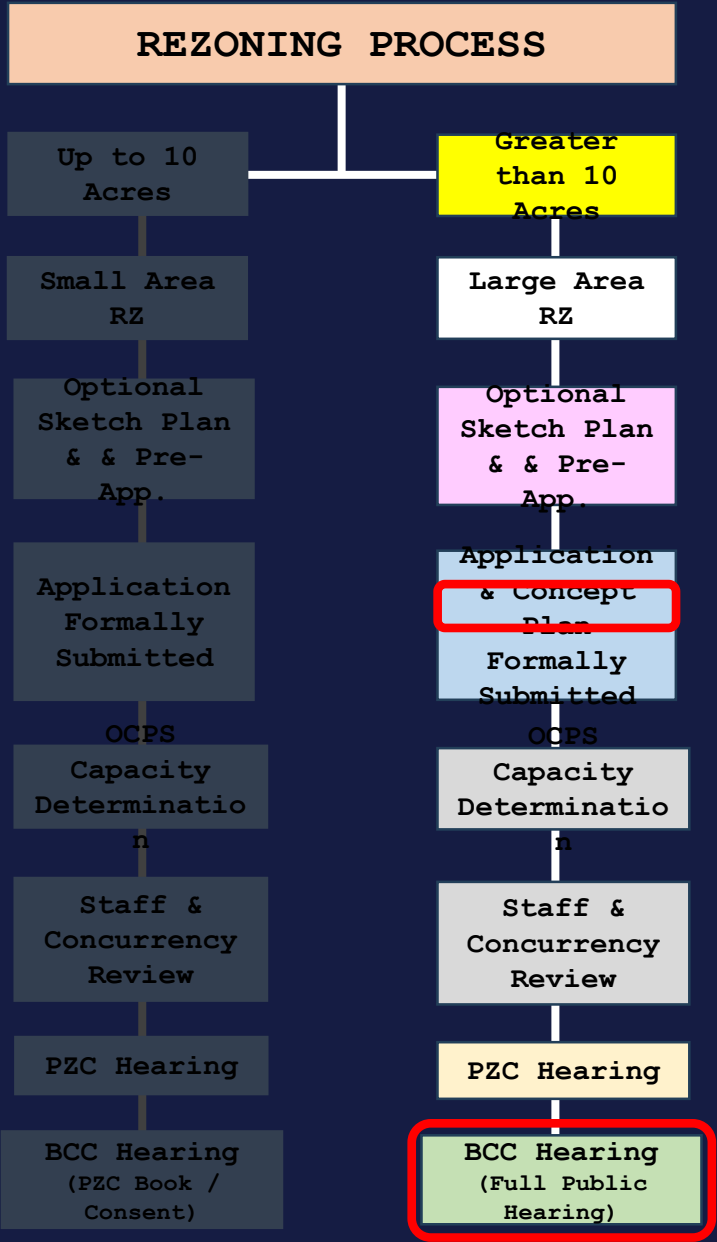 REZONING PROCESS
Up to 10
Acres
Small Area
RZ
Optional
Sketch Plan
& & Pre-
App.
Application
Formally
Submitted
OCPS
Capacity
Determinatio
n
Staff &
Concurrency
Review
PZC Hearing
BCC Hearing
(PZC Book /
Consent)
Greater
than 10
Acres
Large Area
RZ
Optional
Sketch Plan
& & Pre-
App.
Application
& Concept
Plan
Formally
Submitted
OCPS
Capacity
Determinatio
n
Staff &
Concurrency
Review
PZC Hearing
BCC Hearing
(Full Public
Hearing)